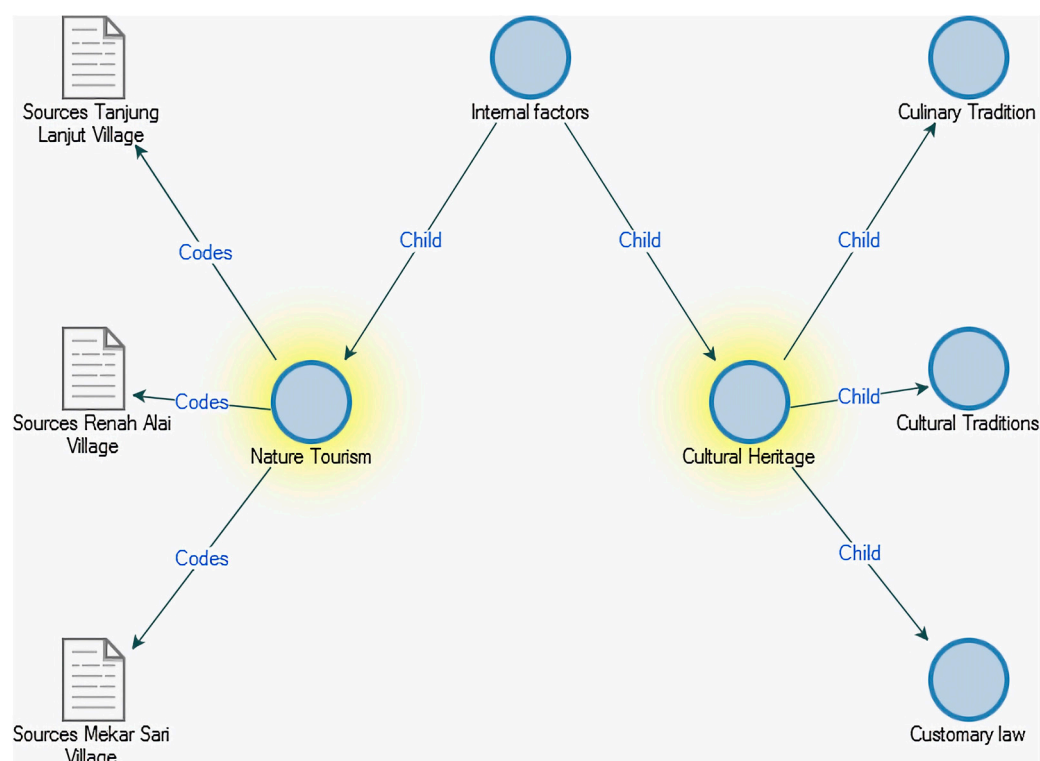 Sources Tanjung
Lanjut Village
Internal factors
Culinary Tradition
Codes
Child
Child
Child
Sources Renah Alai
Village
Codes
Nature Tourism
Cultural Heritage
Child
Cultural Traditions
Codes
Child
Sources Mekar Sari
Village
Customary law